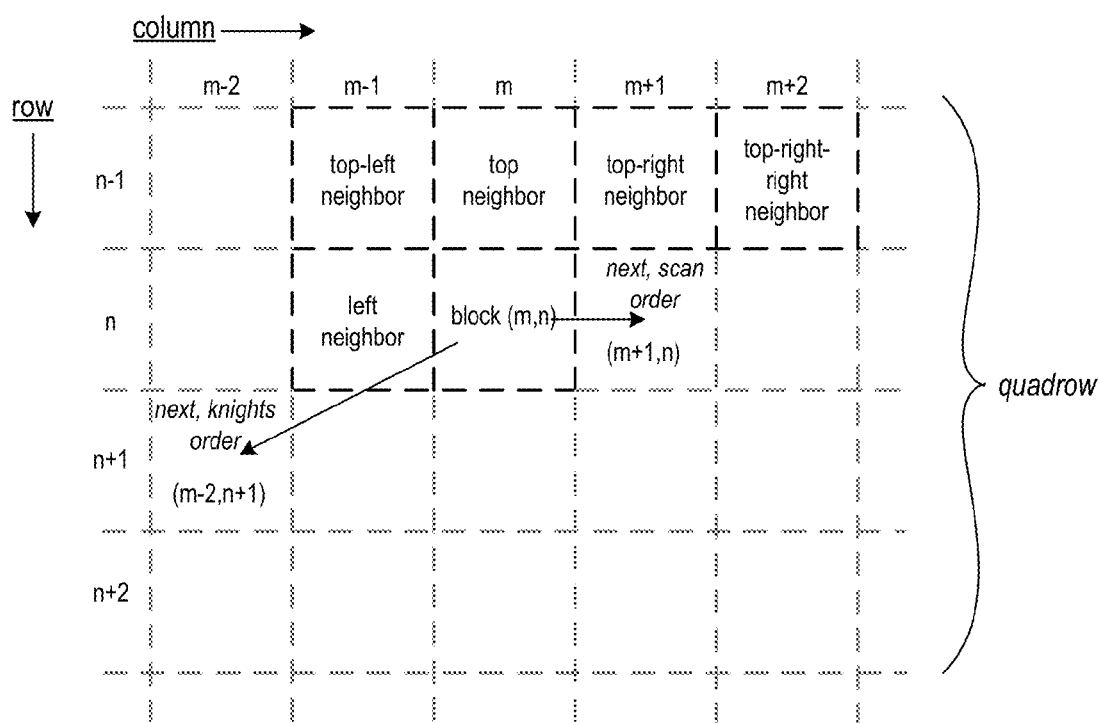 column
row
m-2
m-1
m
m+1
m+2
n-1
top-left
neighbor
top
neighbor
top-right
neighbor
top-right-
right
neighbor
n
left
neighbor
block (m,n)
next, scan
order
(m+1,n)
quadrow
next, knights
order
n+1
(m-2,n+1)
n+2